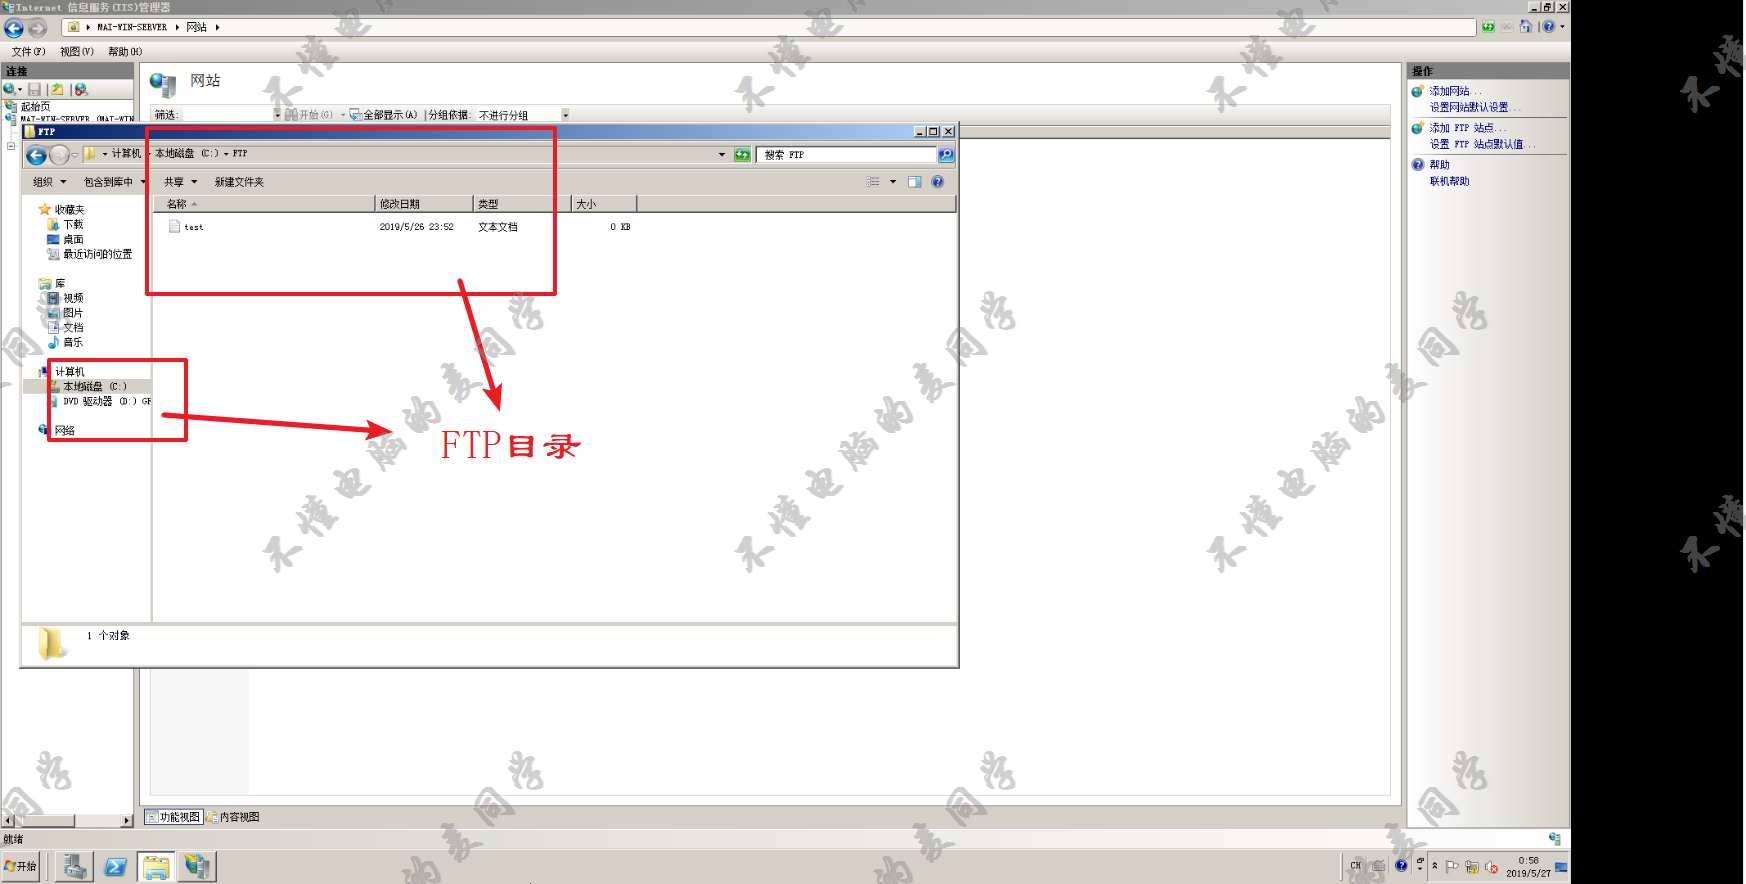 Internet 信息服务(IIS)管理器
MAI-WIN-SERVER 网站
文件(F) 视图(V) 帮助(H)
连接
起始页
MAI-WIN-SERVER (MAI-WIN
网站
筛选: 开始(G) 全部显示(A) 分组依据: 不进行分组
FTP
计算机 本地磁盘 (C:) FTP
搜索 FTP
组织 包含到库中 共享 新建文件夹
名称 修改日期 类型 大小
test 2019/5/26 23:52 文本文档 0 KB
收藏夹
下载
桌面
最近访问的位置
库
视频
图片
文档
音乐
计算机
本地磁盘 (C:)
DVD 驱动器 (D:) GR
网络
FTP目录
1 个对象
功能视图 内容视图
就绪
操作
添加网站...
设置网站默认设置...
添加 FTP 站点...
设置 FTP 站点默认值...
帮助
联机帮助
开始
CH
0:58
2019/5/27
不懂电脑的麦同学